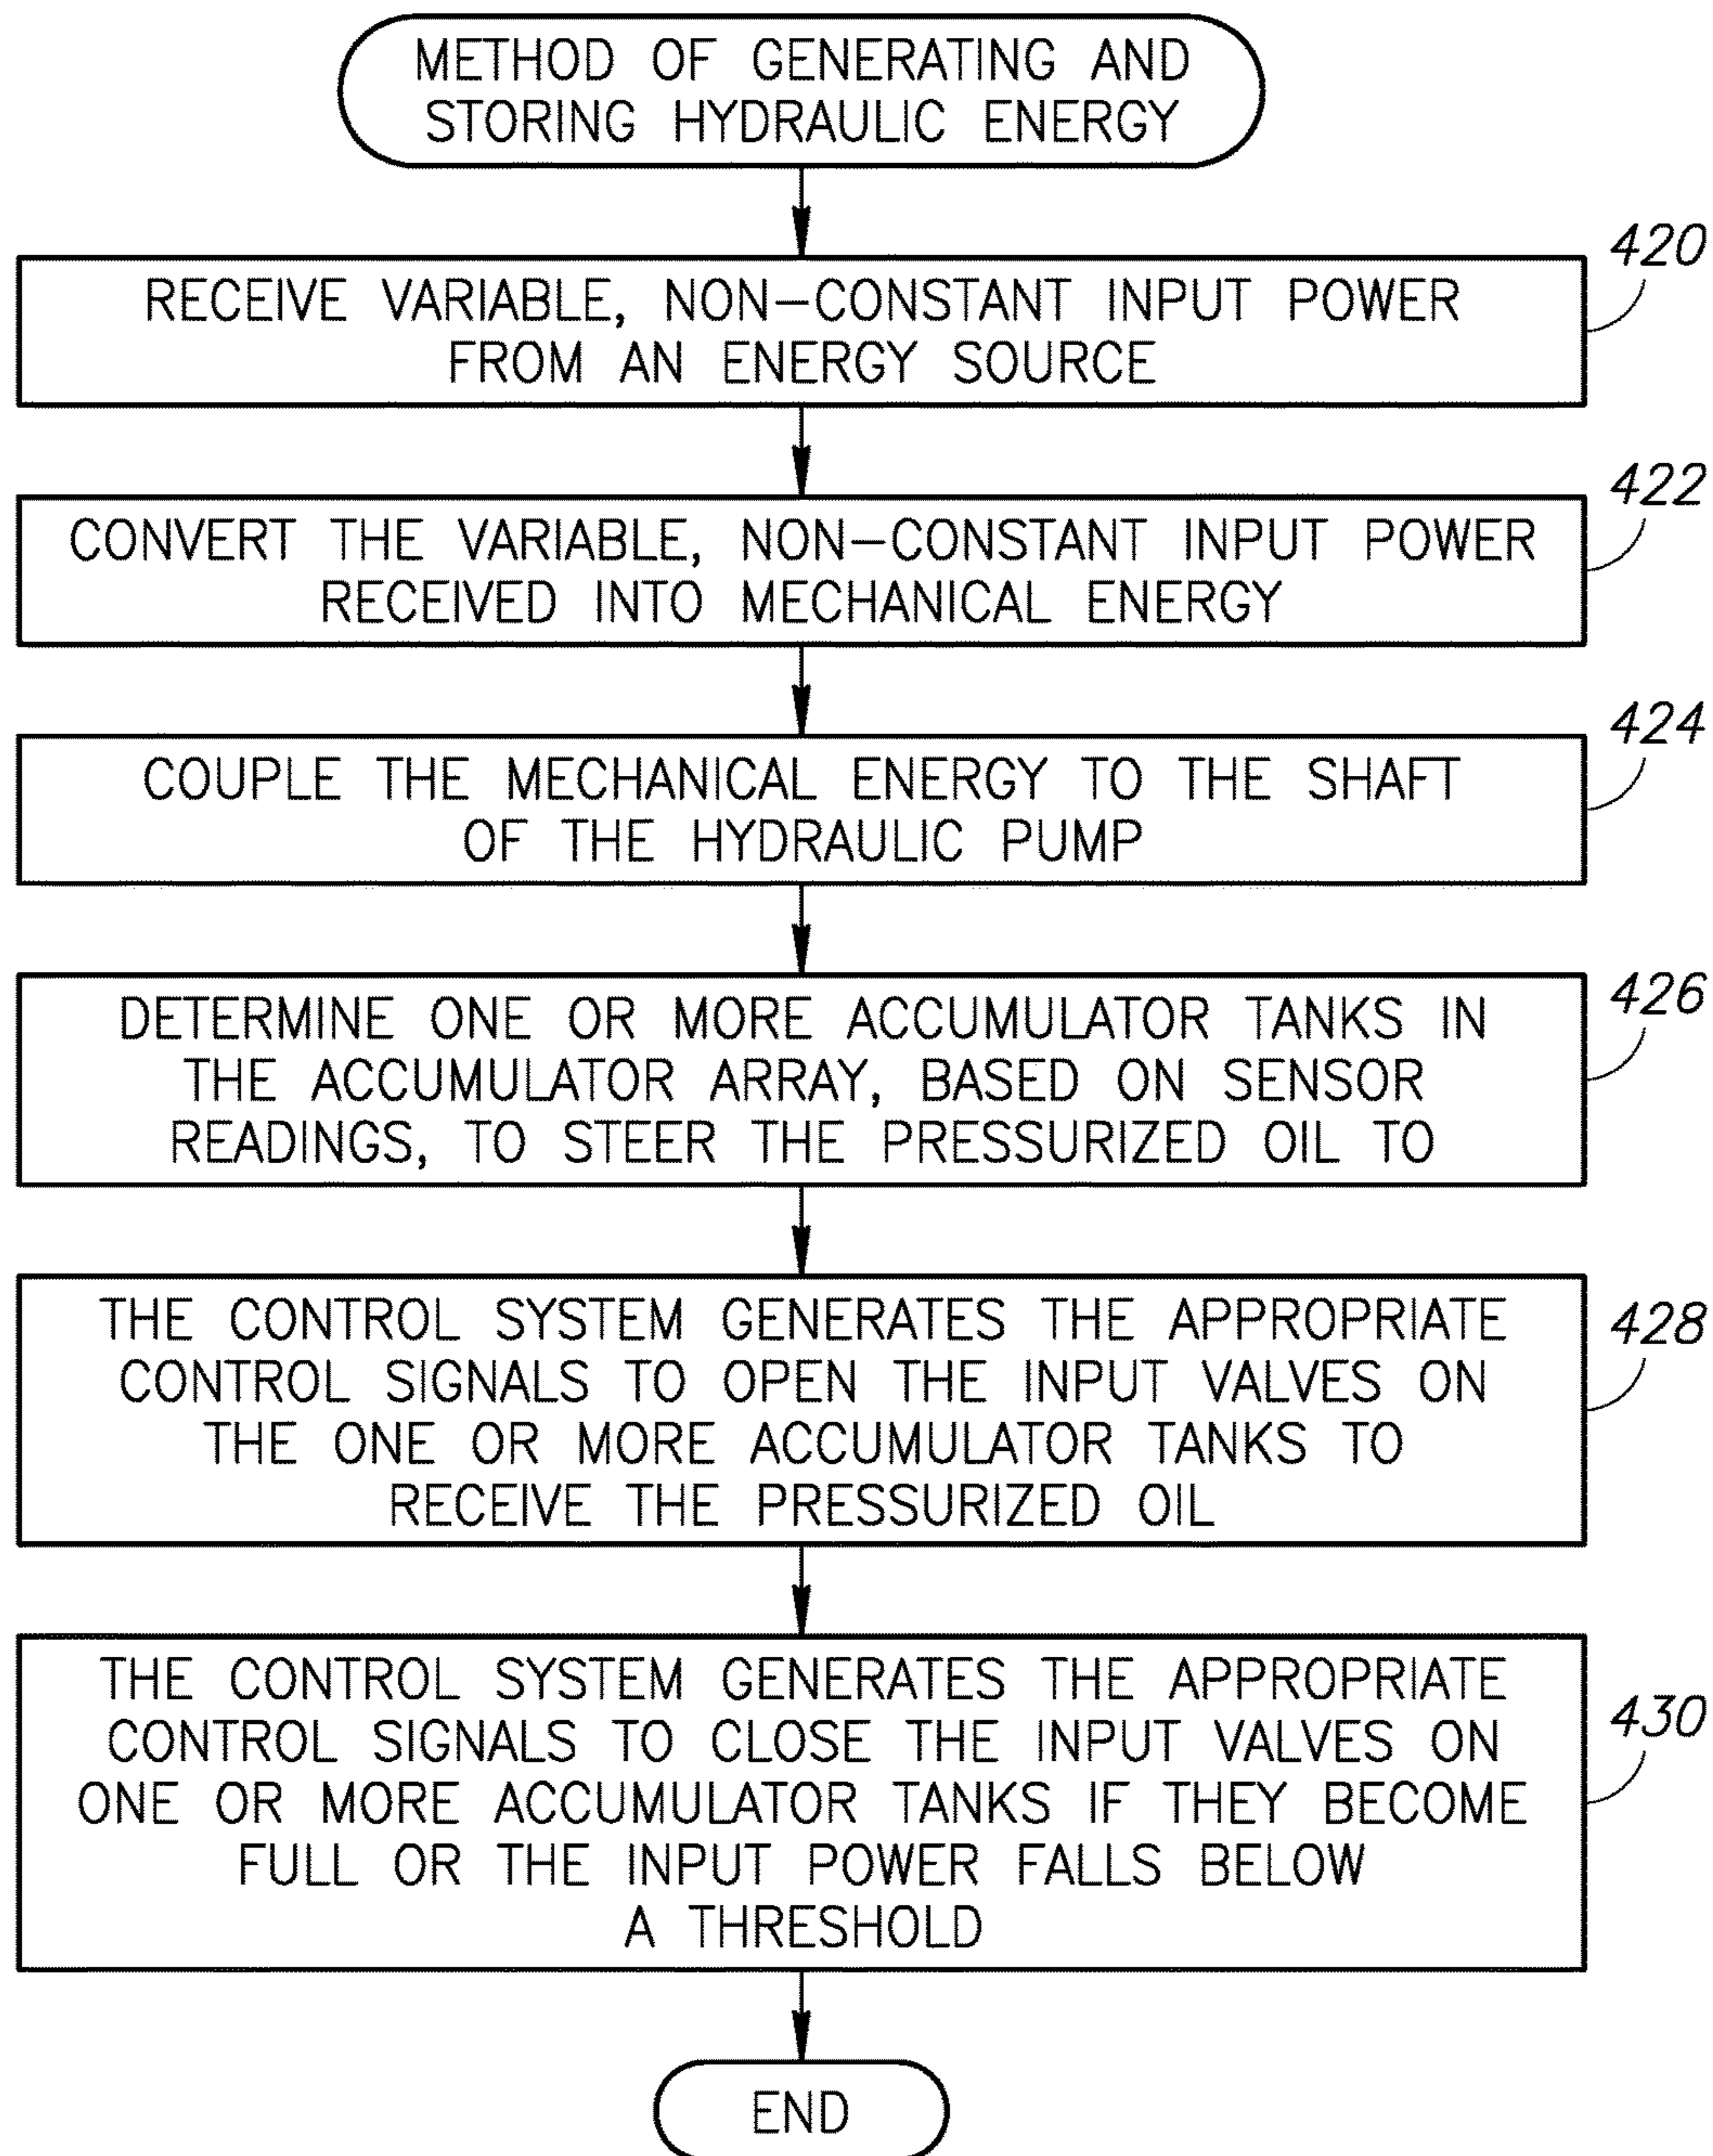 METHOD OF GENERATING AND
STORING HYDRAULIC ENERGY
420
RECEIVE VARIABLE, NON-CONSTANT INPUT POWER
FROM AN ENERGY SOURCE
422
CONVERT THE VARIABLE, NON-CONSTANT INPUT POWER
RECEIVED INTO MECHANICAL ENERGY
424
COUPLE THE MECHANICAL ENERGY TO THE SHAFT
OF THE HYDRAULIC PUMP
426
DETERMINE ONE OR MORE ACCUMULATOR TANKS IN
THE ACCUMULATOR ARRAY, BASED ON SENSOR
READINGS, TO STEER THE PRESSURIZED OIL TO
428
THE CONTROL SYSTEM GENERATES THE APPROPRIATE
CONTROL SIGNALS TO OPEN THE INPUT VALVES ON
THE ONE OR MORE ACCUMULATOR TANKS TO
RECEIVE THE PRESSURIZED OIL
430
THE CONTROL SYSTEM GENERATES THE APPROPRIATE
CONTROL SIGNALS TO CLOSE THE INPUT VALVES ON
ONE OR MORE ACCUMULATOR TANKS IF THEY BECOME
FULL OR THE INPUT POWER FALLS BELOW
A THRESHOLD
END